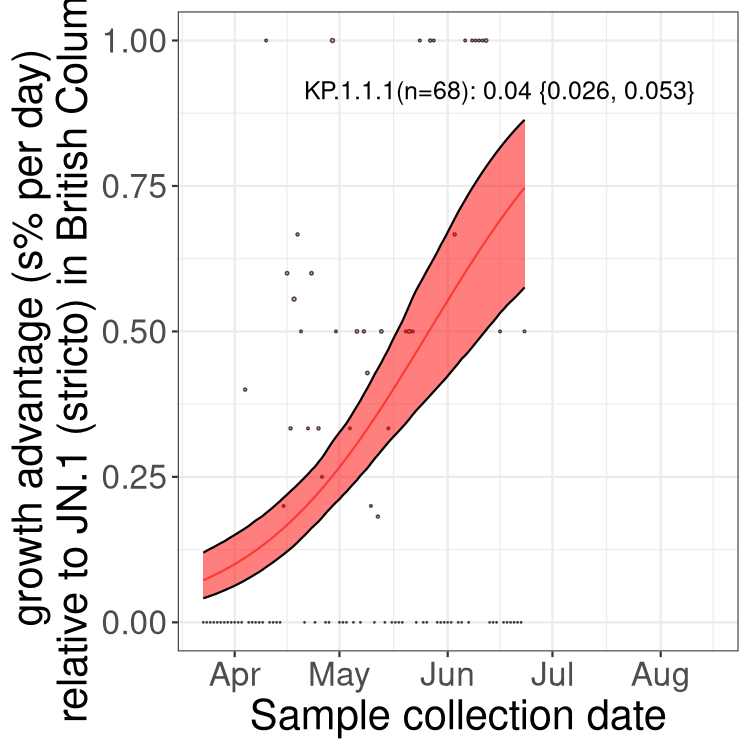 growth advantage (s% per day)
relative to JN.1 (stricto) in British Colum
1.00
0.75
0.50
0.25
0.00
KP.1.1.1(n=68): 0.04 {0.026, 0.053}
Apr May Jun Jul Aug
Sample collection date